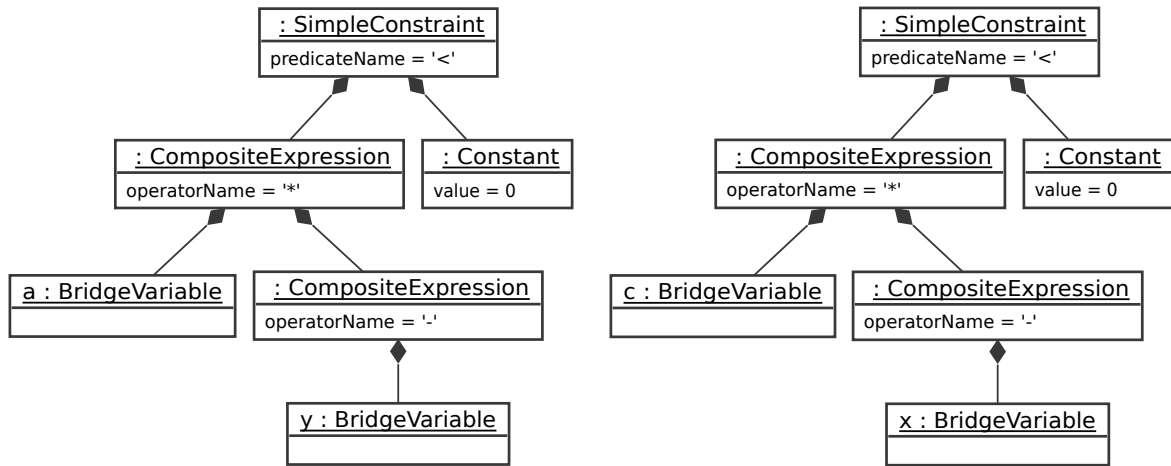 : SimpleConstraint
predicateName = '<'
: CompositeExpression
operatorName = '*'
: Constant
value = 0
a : BridgeVariable
: CompositeExpression
operatorName = '-'
y : BridgeVariable
: SimpleConstraint
predicateName = '<'
: CompositeExpression
operatorName = '*'
: Constant
value = 0
c : BridgeVariable
: CompositeExpression
operatorName = '-'
x : BridgeVariable